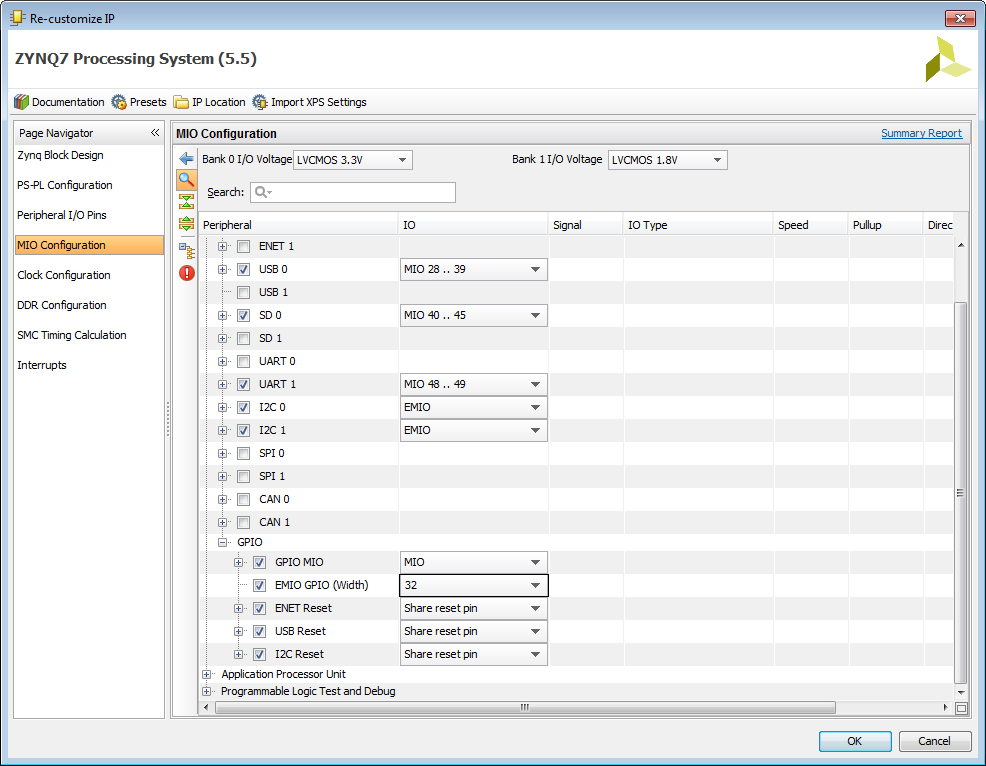 Re-customize IP
ZYNQ7 Processing System (5.5)
Documentation Presets IP Location Import XPS Settings
Page Navigator «
Zynq Block Design
PS-PL Configuration
Peripheral I/O Pins
MIO Configuration
Clock Configuration
DDR Configuration
SMC Timing Calculation
Interrupts
MIO Configuration Summary Report
Bank 0 I/O Voltage LVCMOS 3.3V Bank 1 I/O Voltage LVCMOS 1.8V
Search:
Peripheral IO Signal IO Type Speed Pullup Direc
ENET 1
USB 0 MIO 28 .. 39
USB 1
SD 0 MIO 40 .. 45
SD 1
UART 0
UART 1 MIO 48 .. 49
I2C 0 EMIO
I2C 1 EMIO
SPI 0
SPI 1
CAN 0
CAN 1
GPIO
GPIO MIO MIO
EMIO GPIO (Width) 32
ENET Reset Share reset pin
USB Reset Share reset pin
I2C Reset Share reset pin
Application Processor Unit
Programmable Logic Test and Debug
OK Cancel